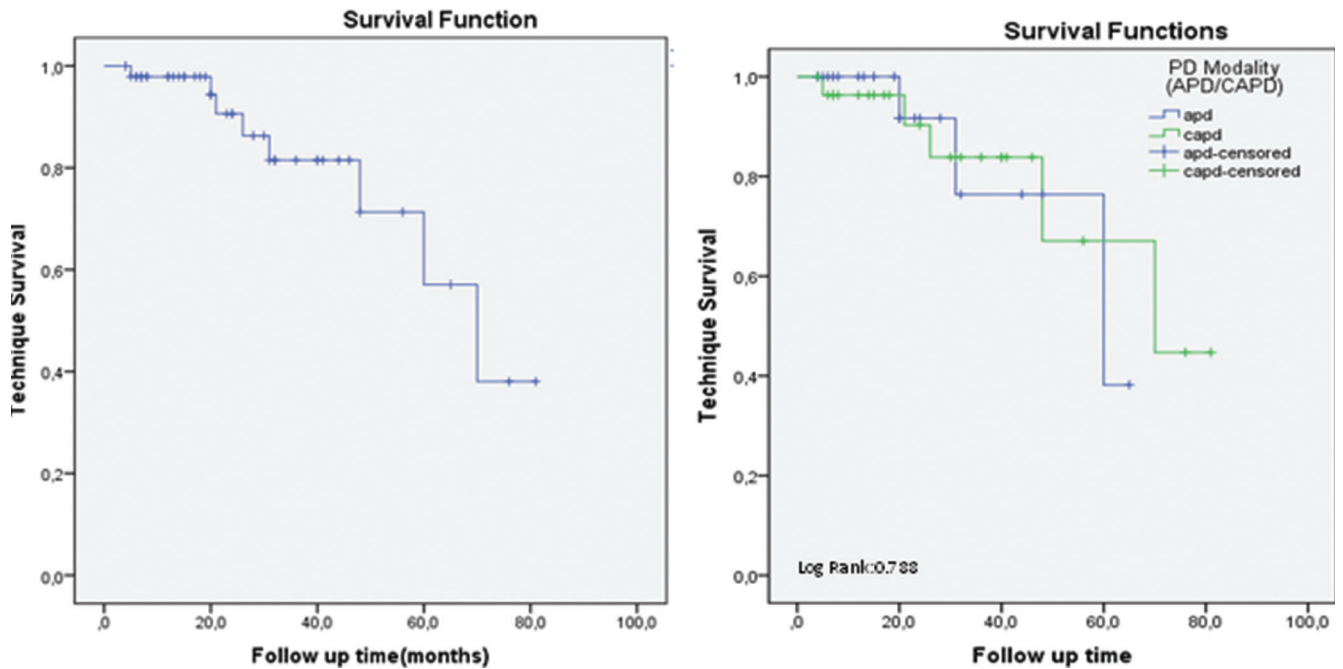 Survival Function
Technique Survival
1,0
0,8
0,6
0,4
0,2
0,0
,0 20,0 40,0 60,0 80,0 100,0
Follow up time(months)
Survival Functions
PD Modality
(APD/CAPD)
apd
capd
apd-censored
capd-censored
Technique Survival
1,0
0,8
0,6
0,4
0,2
0,0
Log Rank:0.788
,0 20,0 40,0 60,0 80,0 100,0
Follow up time